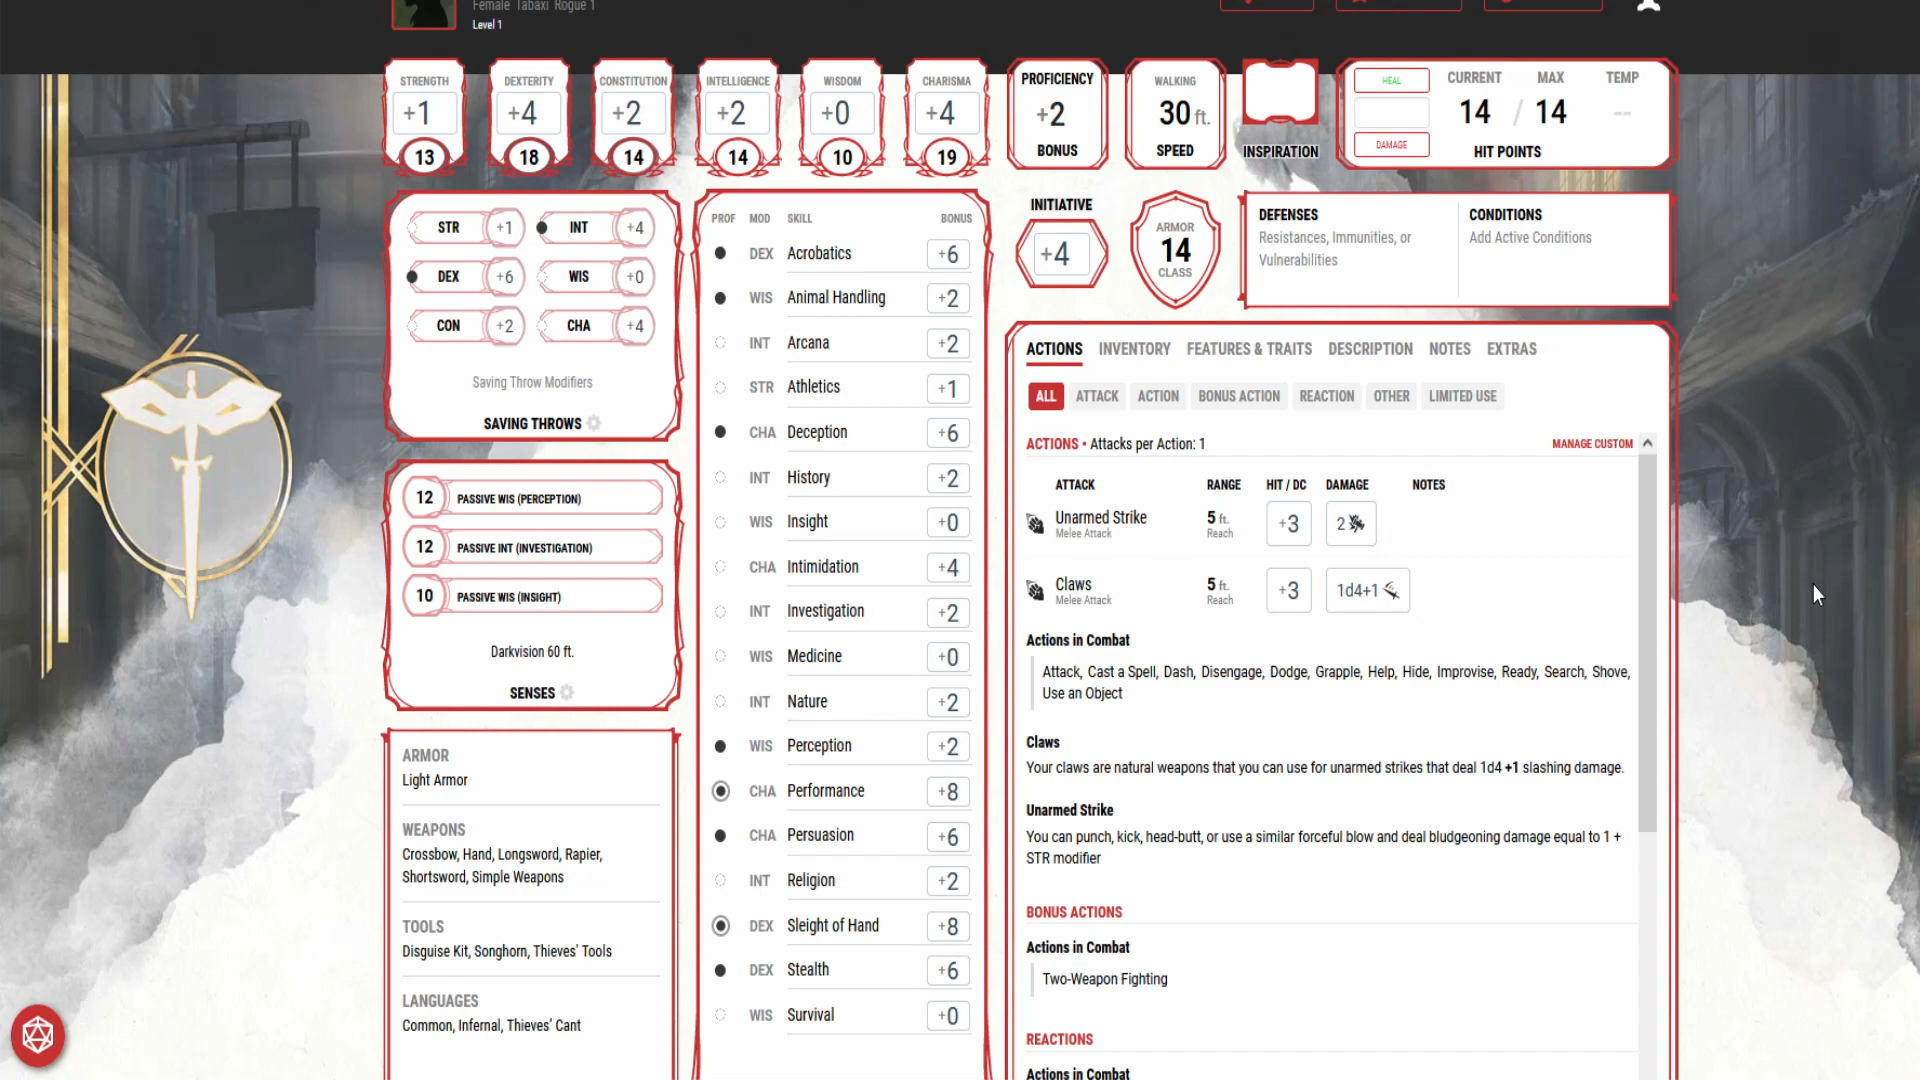 Female Tabaxi Rogue 1
Level 1
STRENGTH
+1
13
DEXTERITY
+4
18
CONSTITUTION
+2
14
INTELLIGENCE
+2
14
WISDOM
+0
10
CHARISMA
+4
19
PROFICIENCY
+2
BONUS
WALKING
30 ft.
SPEED
INSPIRATION
HEAL
DAMAGE
CURRENT MAX TEMP
14 / 14 --
HIT POINTS
STR +1
INT +4
DEX +6
WIS +0
CON +2
CHA +4
Saving Throw Modifiers
SAVING THROWS
12 PASSIVE WIS (PERCEPTION)
12 PASSIVE INT (INVESTIGATION)
10 PASSIVE WIS (INSIGHT)
Darkvision 60 ft.
SENSES
ARMOR
Light Armor
WEAPONS
Crossbow, Hand, Longsword, Rapier,
Shortsword, Simple Weapons
TOOLS
Disguise Kit, Songhorn, Thieves' Tools
LANGUAGES
Common, Infernal, Thieves' Cant
PROF MOD SKILL BONUS
DEX Acrobatics +6
WIS Animal Handling +2
INT Arcana +2
STR Athletics +1
CHA Deception +6
INT History +2
WIS Insight +0
CHA Intimidation +4
INT Investigation +2
WIS Medicine +0
INT Nature +2
WIS Perception +2
CHA Performance +8
CHA Persuasion +6
INT Religion +2
DEX Sleight of Hand +8
DEX Stealth +6
WIS Survival +0
INITIATIVE
+4
ARMOR
14
CLASS
DEFENSES
Resistances, Immunities, or
Vulnerabilities
CONDITIONS
Add Active Conditions
ACTIONS INVENTORY FEATURES & TRAITS DESCRIPTION NOTES EXTRAS
ALL ATTACK ACTION BONUS ACTION REACTION OTHER LIMITED USE
ACTIONS • Attacks per Action: 1 MANAGE CUSTOM
ATTACK RANGE HIT / DC DAMAGE NOTES
Unarmed Strike 5 ft. +3 2
Melee Attack Reach
Claws 5 ft. +3 1d4+1
Melee Attack Reach
Actions in Combat
Attack, Cast a Spell, Dash, Disengage, Dodge, Grapple, Help, Hide, Improvise, Ready, Search, Shove,
Use an Object
Claws
Your claws are natural weapons that you can use for unarmed strikes that deal 1d4 +1 slashing damage.
Unarmed Strike
You can punch, kick, head-butt, or use a similar forceful blow and deal bludgeoning damage equal to 1 +
STR modifier
BONUS ACTIONS
Actions in Combat
Two-Weapon Fighting
REACTIONS
Actions in Combat